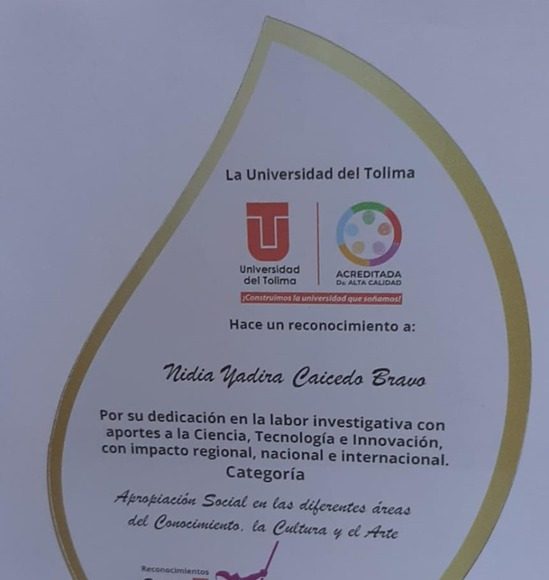 La Universidad del Tolima
Universidad
del Tolima
ACREDITADA
De ALTA CALIDAD
¡Construimos la universidad que soñamos!
Hace un reconocimiento a:
Nidia Yadira Caicedo Bravo
Por su dedicación en la labor investigativa con
aportes a la Ciencia, Tecnología e Innovación,
con impacto regional, nacional e internacional.
Categoría
Apropiación Social en las diferentes áreas
del Conocimiento, la Cultura y el Arte
Reconocimientos